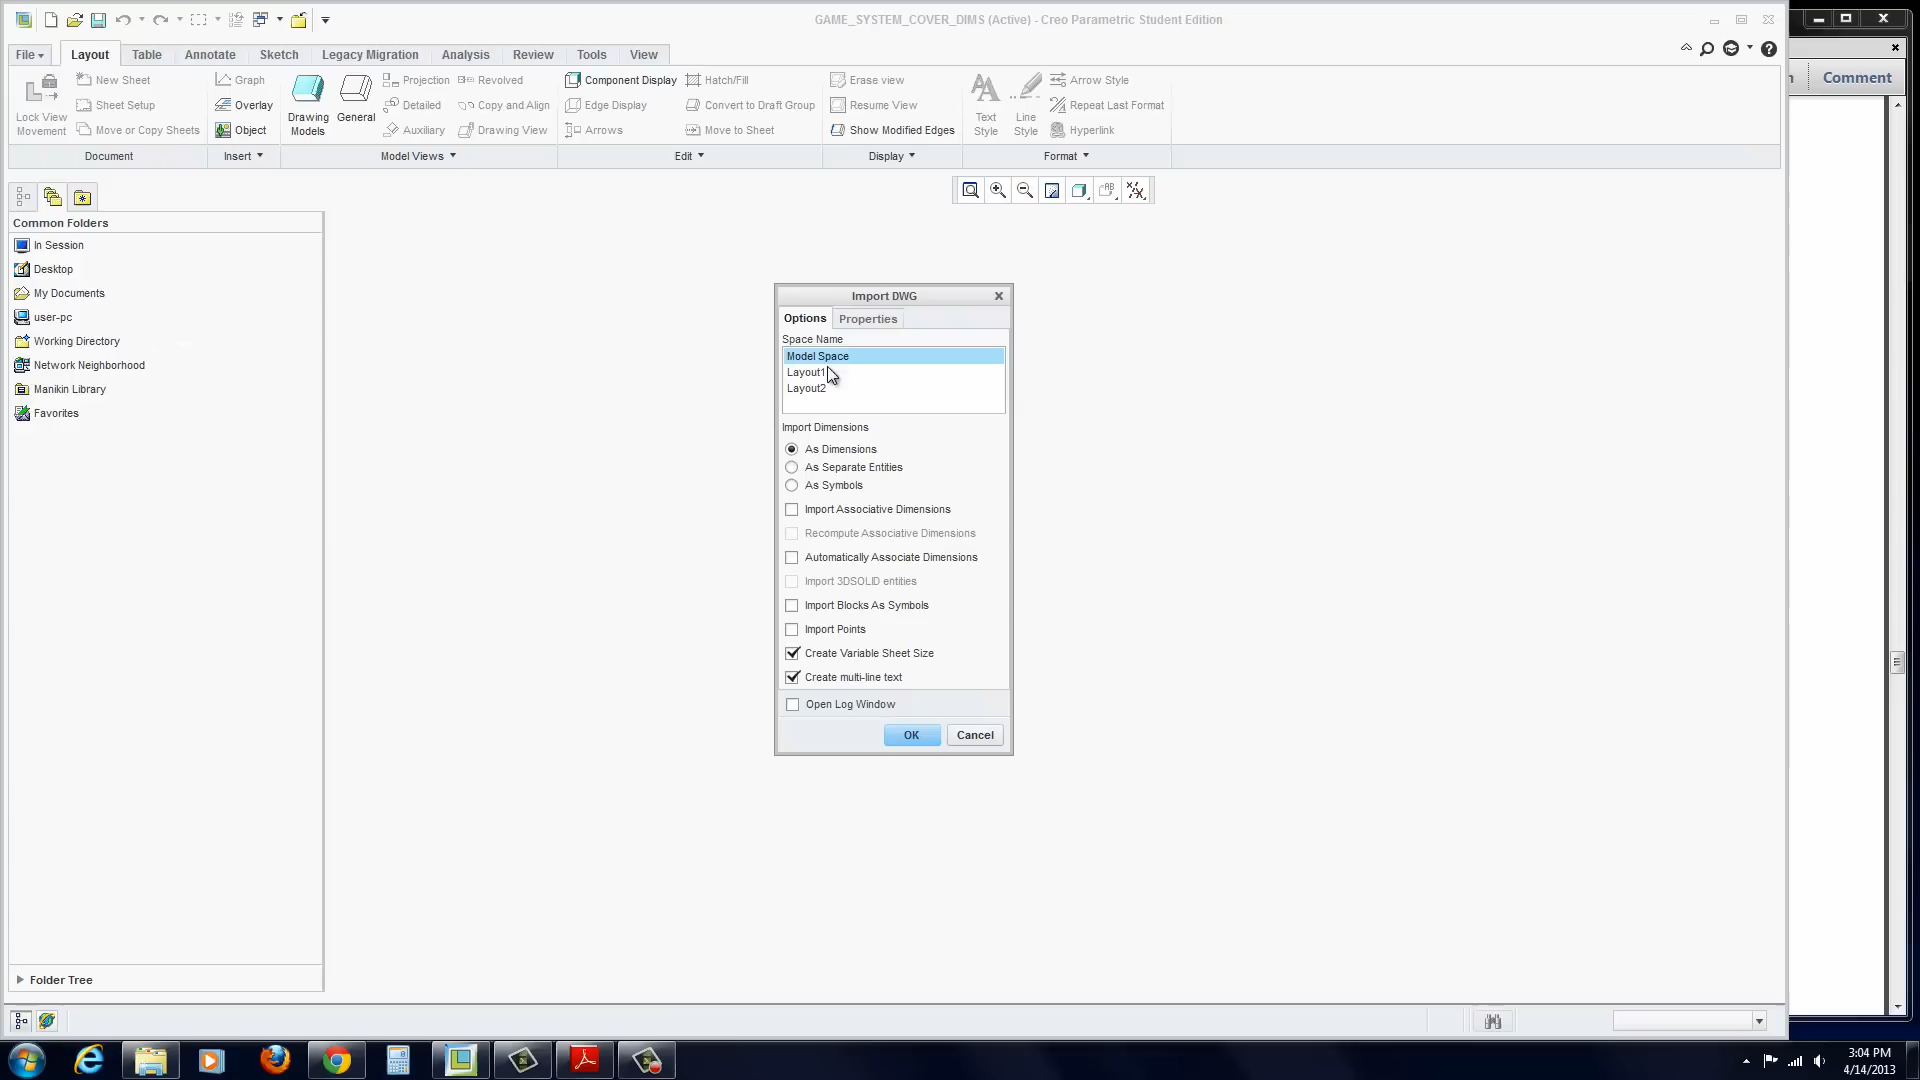 GAME_SYSTEM_COVER_DIMS (Active) - Creo Parametric Student Edition
File Layout Table Annotate Sketch Legacy Migration Analysis Review Tools View
Comment
Lock View Movement
New Sheet
Sheet Setup
Move or Copy Sheets
Document
Graph
Overlay
Object
Insert
Drawing Models
General
Projection
Detailed
Auxiliary
Revolved
Copy and Align
Drawing View
Model Views
Component Display
Edge Display
Arrows
Hatch/Fill
Convert to Draft Group
Move to Sheet
Edit
Erase view
Resume View
Show Modified Edges
Display
Text Style
Line Style
Arrow Style
Repeat Last Format
Hyperlink
Format
Common Folders
In Session
Desktop
My Documents
user-pc
Working Directory
Network Neighborhood
Manikin Library
Favorites
Folder Tree
Import DWG
Options Properties
Space Name
Model Space
Layout1
Layout2
Import Dimensions
As Dimensions
As Separate Entities
As Symbols
Import Associative Dimensions
Recompute Associative Dimensions
Automatically Associate Dimensions
Import 3DSOLID entities
Import Blocks As Symbols
Import Points
Create Variable Sheet Size
Create multi-line text
Open Log Window
OK Cancel
3:04 PM
4/14/2013